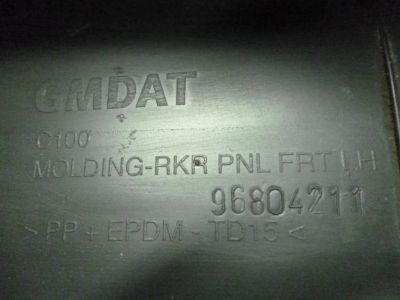 GMDAT
C100
MOLDING-RKR PNL FRT LH
96804211
> PP + EPDM - TD15 <